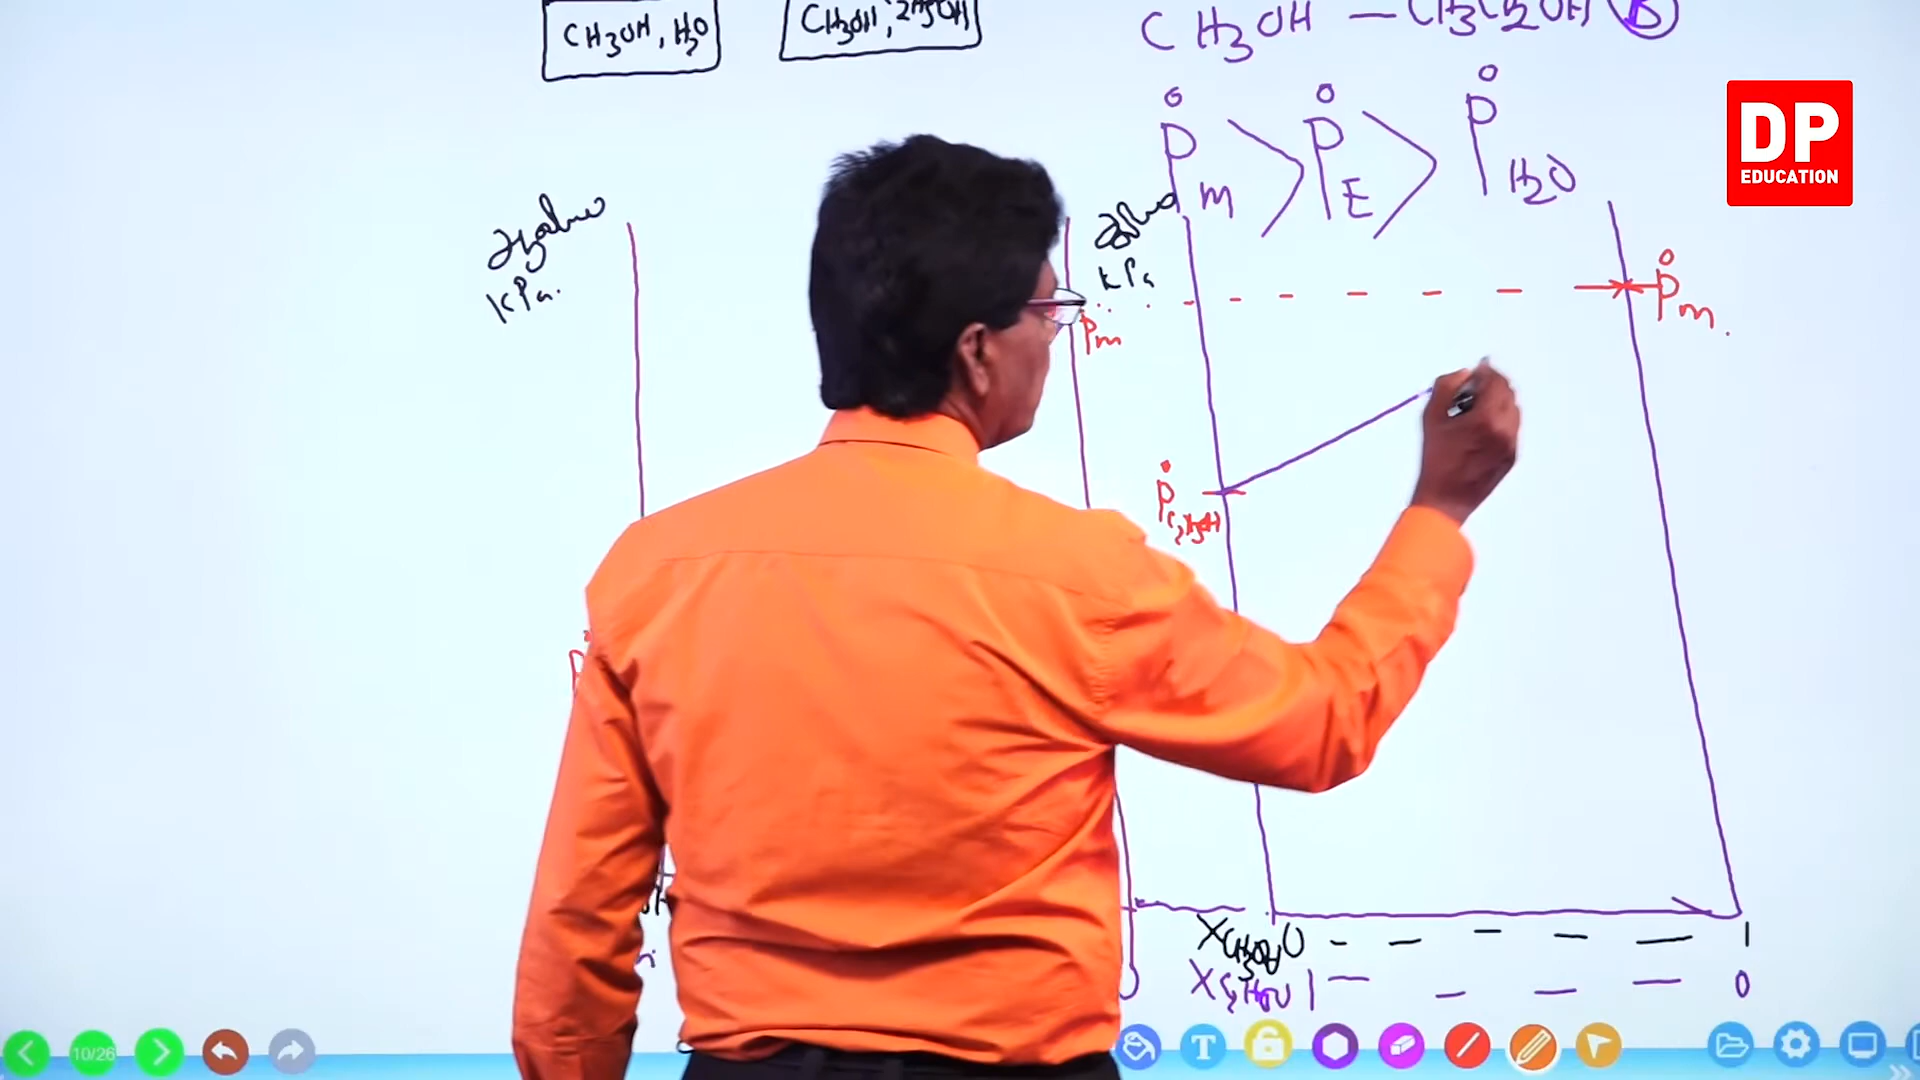 CH3OH, H2O
CH3OH, C2H5OH
CH3OH — CH3CH2OH B
P°m > P°E > P°H2O
DP
EDUCATION
kPa.
kPa
P°m.
Pm
P°C2H5OH
XCH3OH 0 - - - - - 1
XC2H5OH 1 - - - - 0
10/26
T